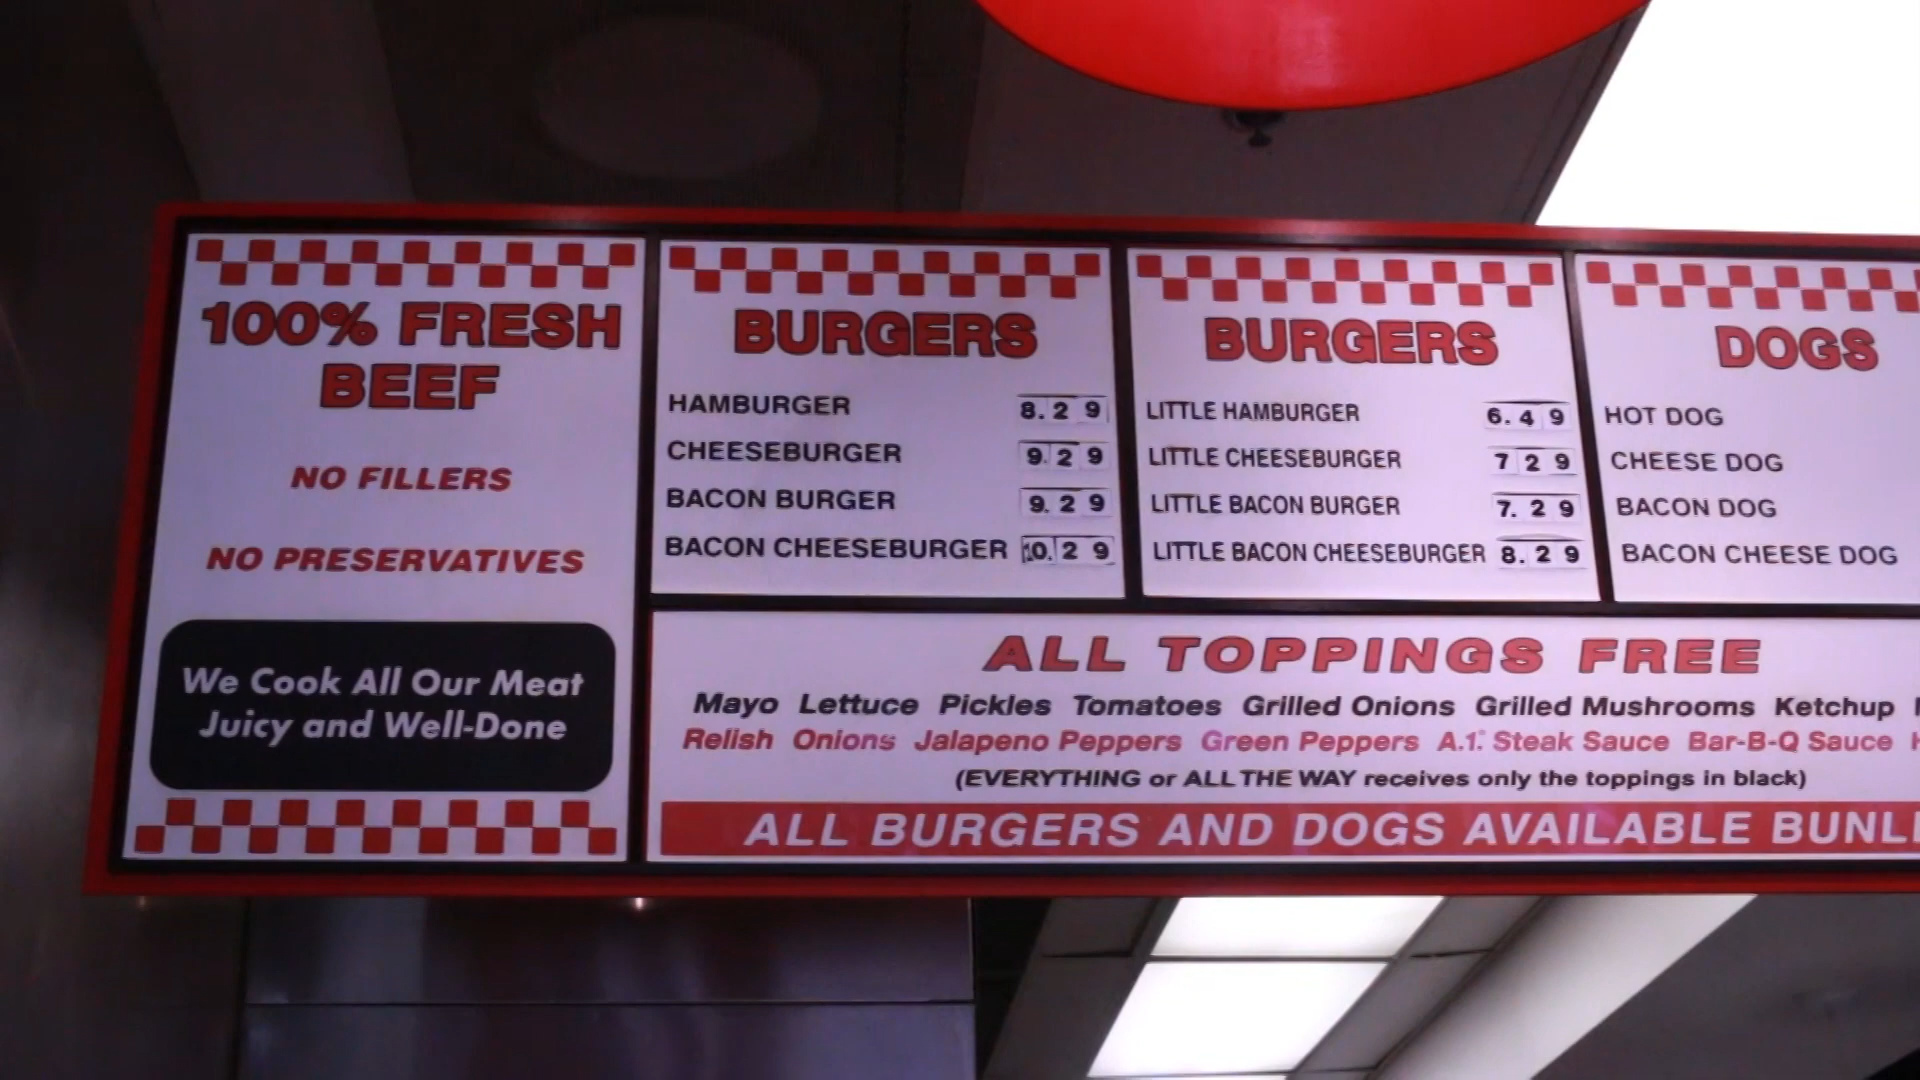 100% FRESH
BEEF
NO FILLERS
NO PRESERVATIVES
We Cook All Our Meat
Juicy and Well-Done
BURGERS
HAMBURGER 8.29
CHEESEBURGER 9.29
BACON BURGER 9.29
BACON CHEESEBURGER 10.29
BURGERS
LITTLE HAMBURGER 6.49
LITTLE CHEESEBURGER 7 29
LITTLE BACON BURGER 7.29
LITTLE BACON CHEESEBURGER 8.29
DOGS
HOT DOG
CHEESE DOG
BACON DOG
BACON CHEESE DOG
ALL TOPPINGS FREE
Mayo Lettuce Pickles Tomatoes Grilled Onions Grilled Mushrooms Ketchup
Relish Onions Jalapeno Peppers Green Peppers A.1. Steak Sauce Bar-B-Q Sauce
(EVERYTHING or ALL THE WAY receives only the toppings in black)
ALL BURGERS AND DOGS AVAILABLE